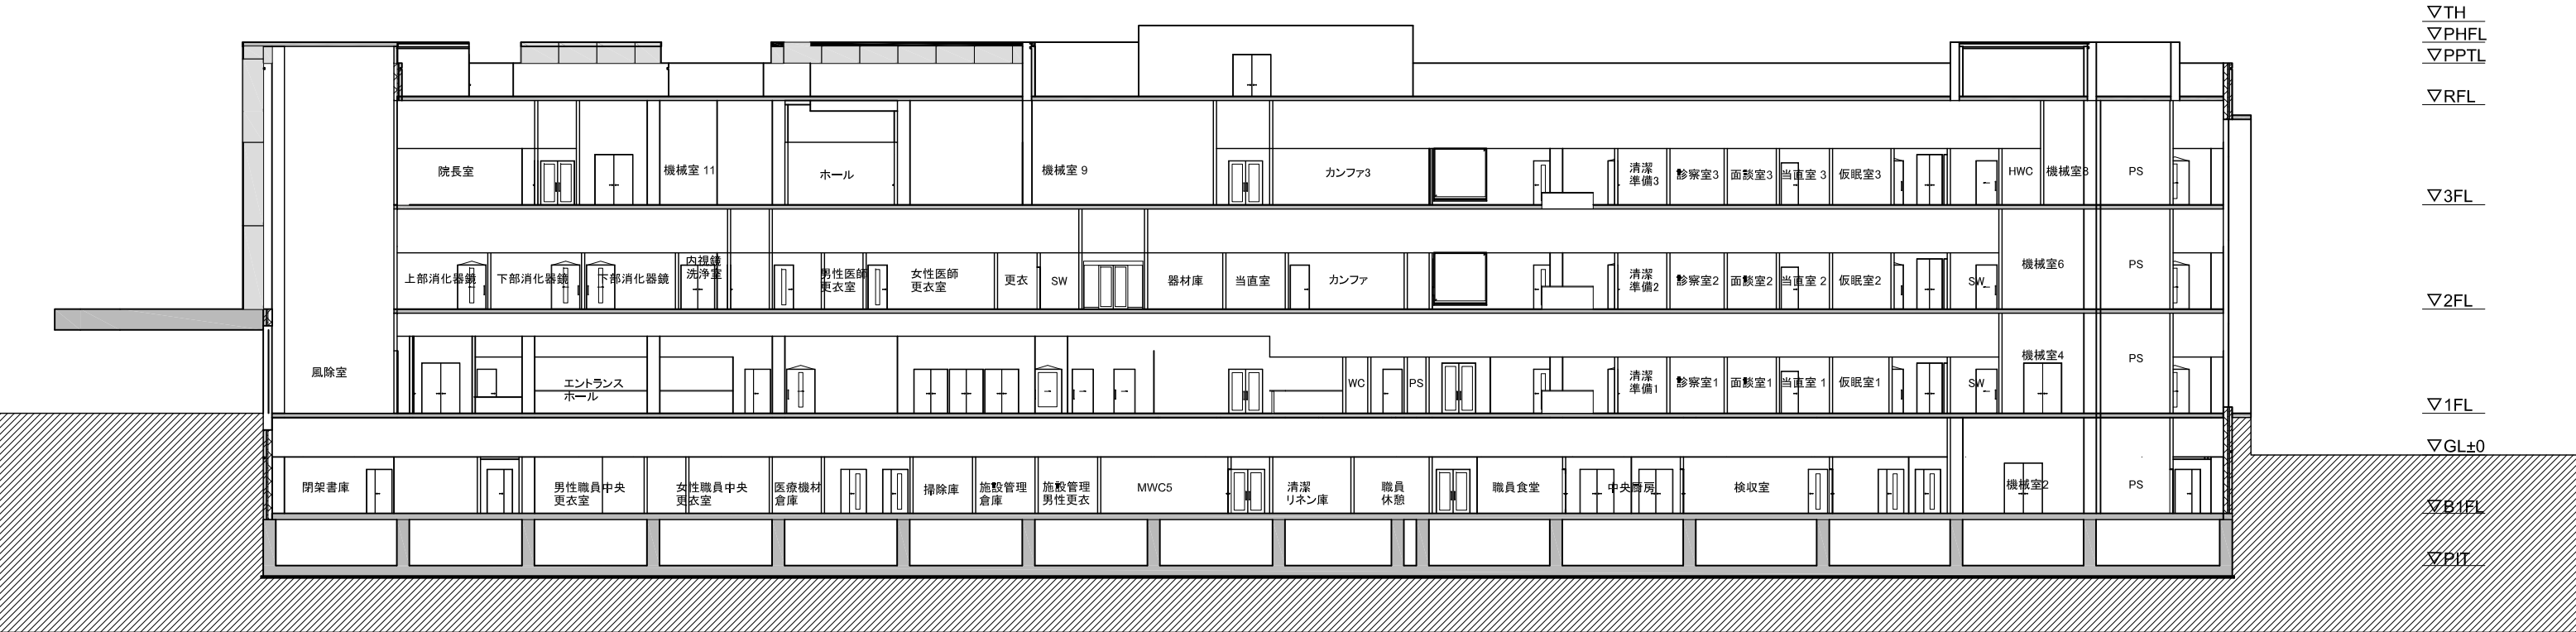 ▽TH
▽PHFL
▽PPTL
▽RFL
院長室
機械室 11
ホール
機械室 9
カンファ3
清潔
準備3
診察室3
面談室3
当直室 3
仮眠室3
HWC
機械室8
PS
▽3FL
上部消化器鏡
下部消化器鏡
下部消化器鏡
内視鏡
洗浄室
男性医師
更衣室
女性医師
更衣室
更衣
SW
器材庫
当直室
カンファ
清潔
準備2
診察室2
面談室2
当直室 2
仮眠室2
SW
機械室6
PS
▽2FL
風除室
エントランス
ホール
WC
PS
清潔
準備1
診察室1
面談室1
当直室 1
仮眠室1
SW
機械室4
PS
▽1FL
▽GL±0
閉架書庫
男性職員中央
更衣室
女性職員中央
更衣室
医療機材
倉庫
掃除庫
施設管理
倉庫
施設管理
男性更衣
MWC5
清潔
リネン庫
職員
休憩
職員食堂
中央厨房
検収室
機械室2
PS
▽B1FL
▽PIT